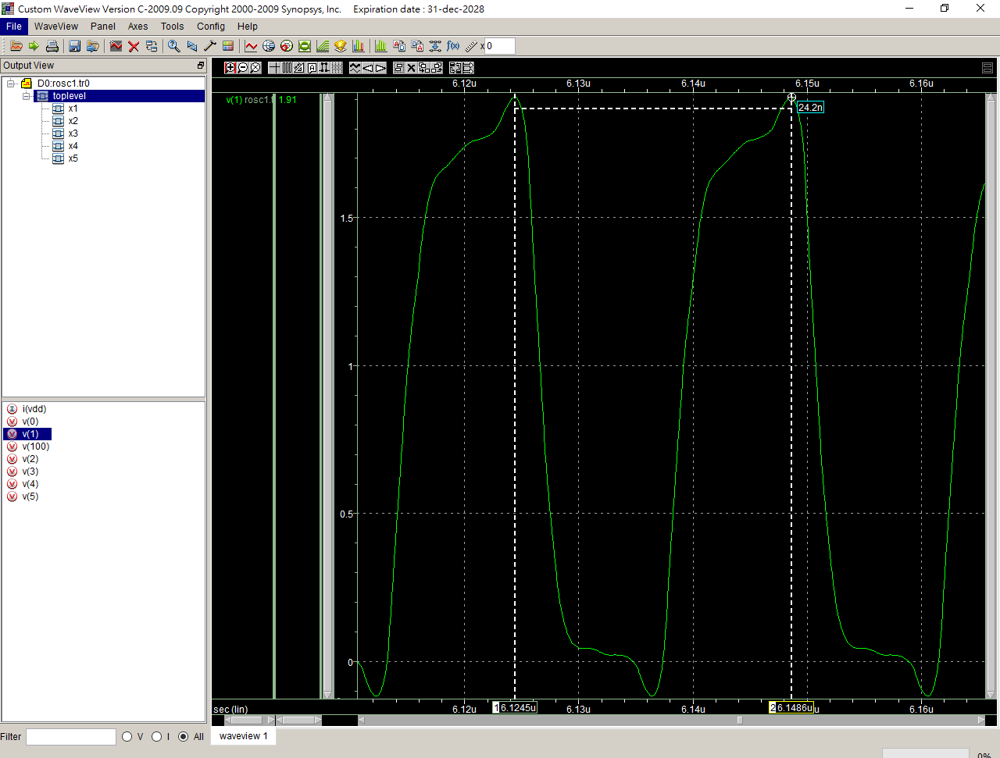 Custom WaveView Version C-2009.09 Copyright 2000-2009 Synopsys, Inc. Expiration date : 31-dec-2028
File WaveView Panel Axes Tools Config Help
f(x) x 0
Output View
D0:rosc1.tr0
toplevel
x1
x2
x3
x4
x5
i(vdd)
v(0)
v(1)
v(100)
v(2)
v(3)
v(4)
v(5)
Filter V I All
6.12u 6.13u 6.14u 6.15u 6.16u
v(1) rosc1.t 1.91
24.2n
1.5
1
0.5
0
sec (lin) 6.12u 6.13u 6.14u u 6.16u
1 6.1245u 2 6.1486u
waveview 1
0%